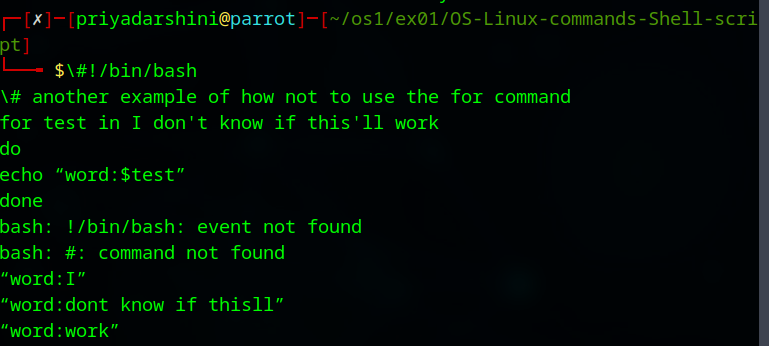 ┌─[✗]─[priyadarshini@parrot]─[~/os1/ex01/OS-Linux-commands-Shell-scri
pt]
└──╼ $\#!/bin/bash
\# another example of how not to use the for command
for test in I don't know if this'll work
do
echo “word:$test”
done
bash: !/bin/bash: event not found
bash: #: command not found
“word:I”
“word:dont know if thisll”
“word:work”